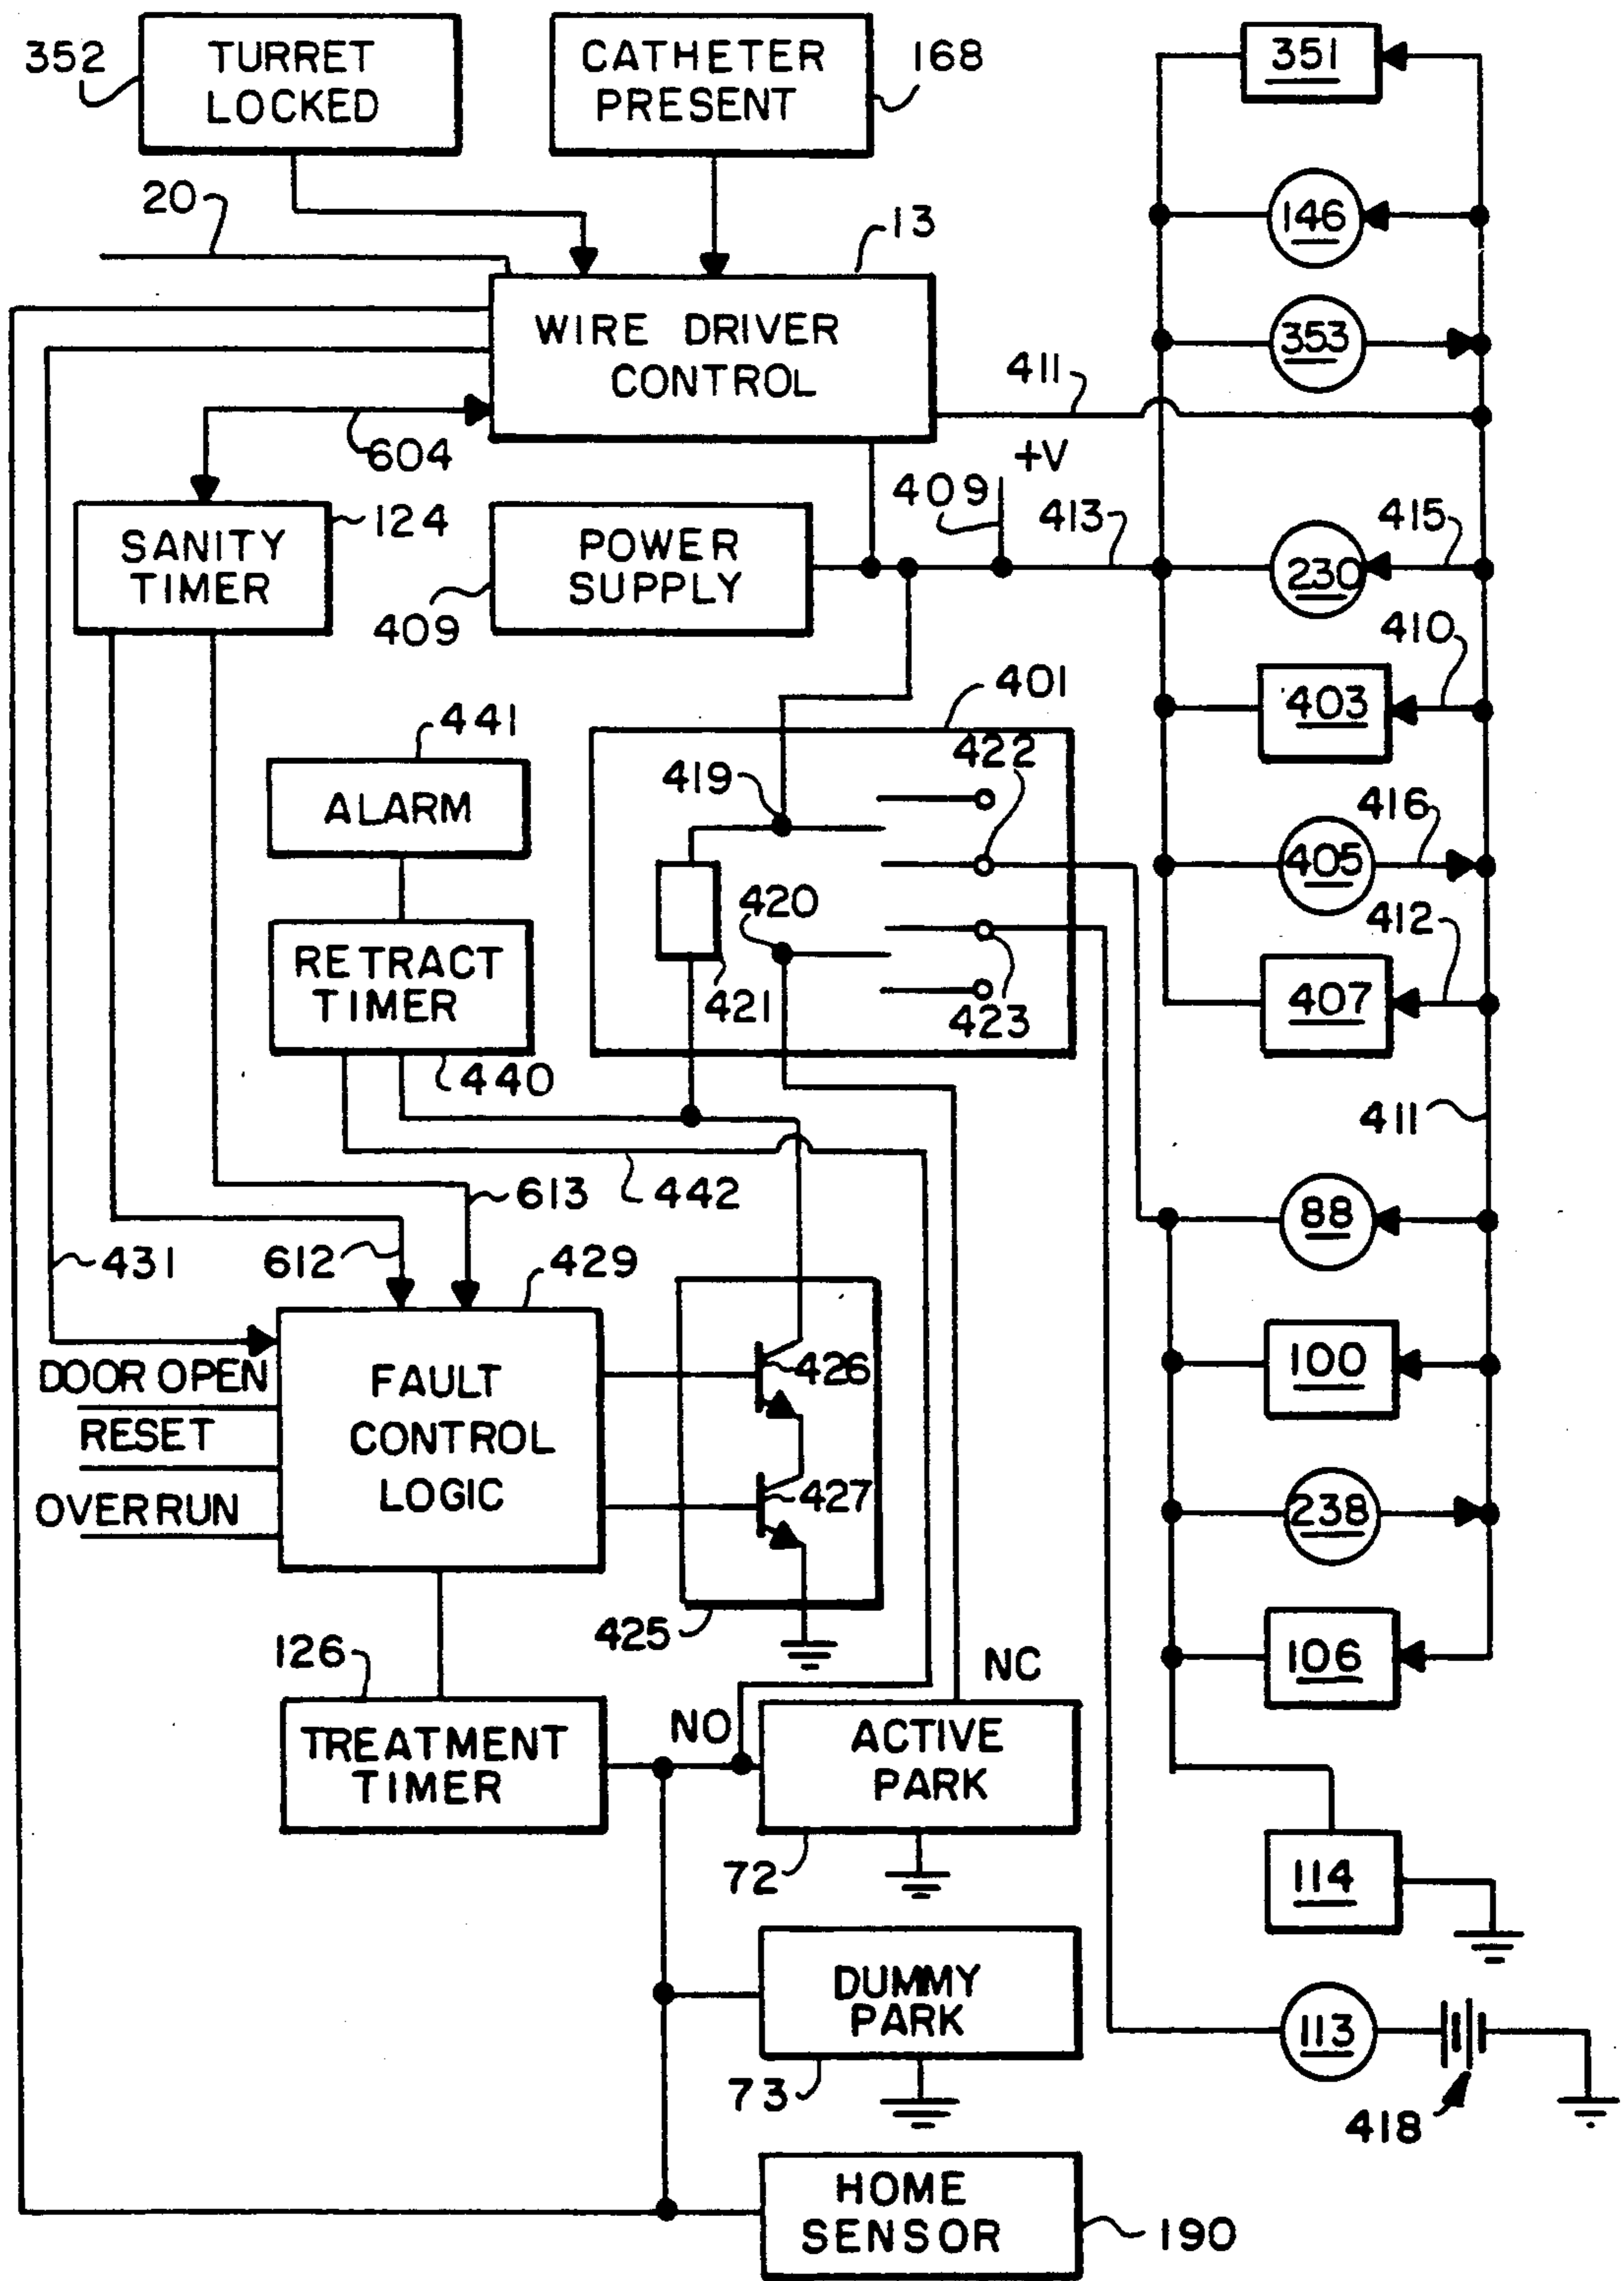 352
TURRET
LOCKED
CATHETER
PRESENT
168
351
20
13
146
WIRE DRIVER
CONTROL
353
411
604
+V
409
413
415
SANITY
TIMER
124
POWER
SUPPLY
409
230
410
403
441
ALARM
401
419
422
416
405
420
412
RETRACT
TIMER
421
423
407
440
411
442
613
88
431
612
429
DOOR OPEN
RESET
OVERRUN
FAULT
CONTROL
LOGIC
426
427
100
238
425
126
NC
106
NO
TREATMENT
TIMER
ACTIVE
PARK
72
114
DUMMY
PARK
73
113
418
HOME
SENSOR
190